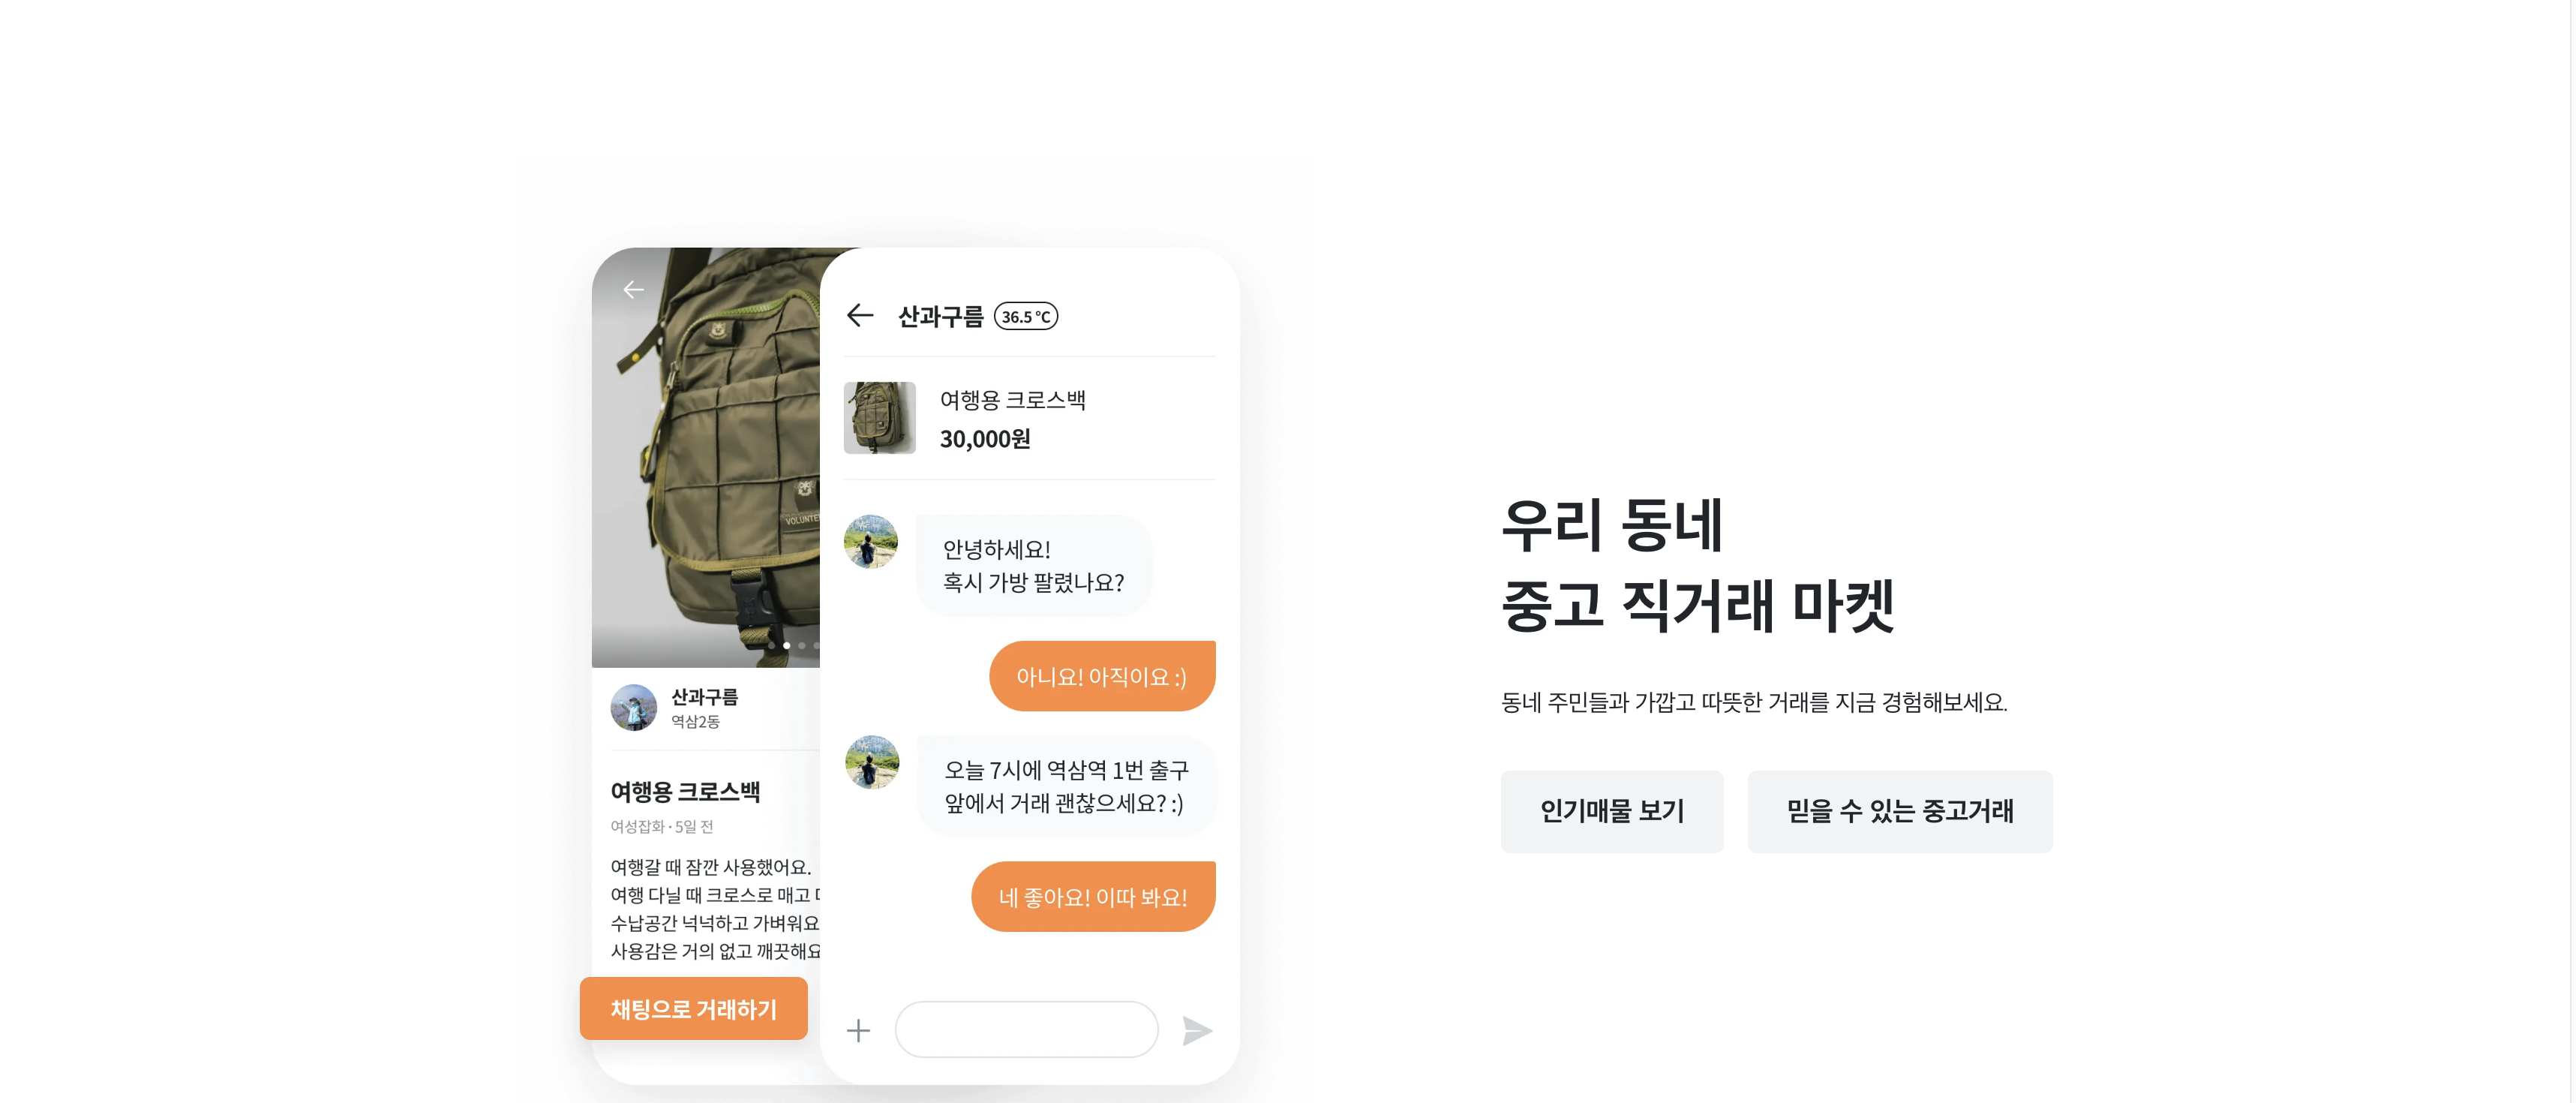 산과구름
역삼2동
여행용 크로스백
여성잡화 · 5일 전
여행갈 때 잠깐 사용했어요.
여행 다닐 때 크로스로 매고
수납공간 넉넉하고 가벼워요
사용감은 거의 없고 깨끗해요
채팅으로 거래하기
산과구름 36.5 °C
여행용 크로스백
30,000원
안녕하세요!
혹시 가방 팔렸나요?
아니요! 아직이요 :)
오늘 7시에 역삼역 1번 출구
앞에서 거래 괜찮으세요? :)
네 좋아요! 이따 봐요!
우리 동네
중고 직거래 마켓
동네 주민들과 가깝고 따뜻한 거래를 지금 경험해보세요.
인기매물 보기
믿을 수 있는 중고거래